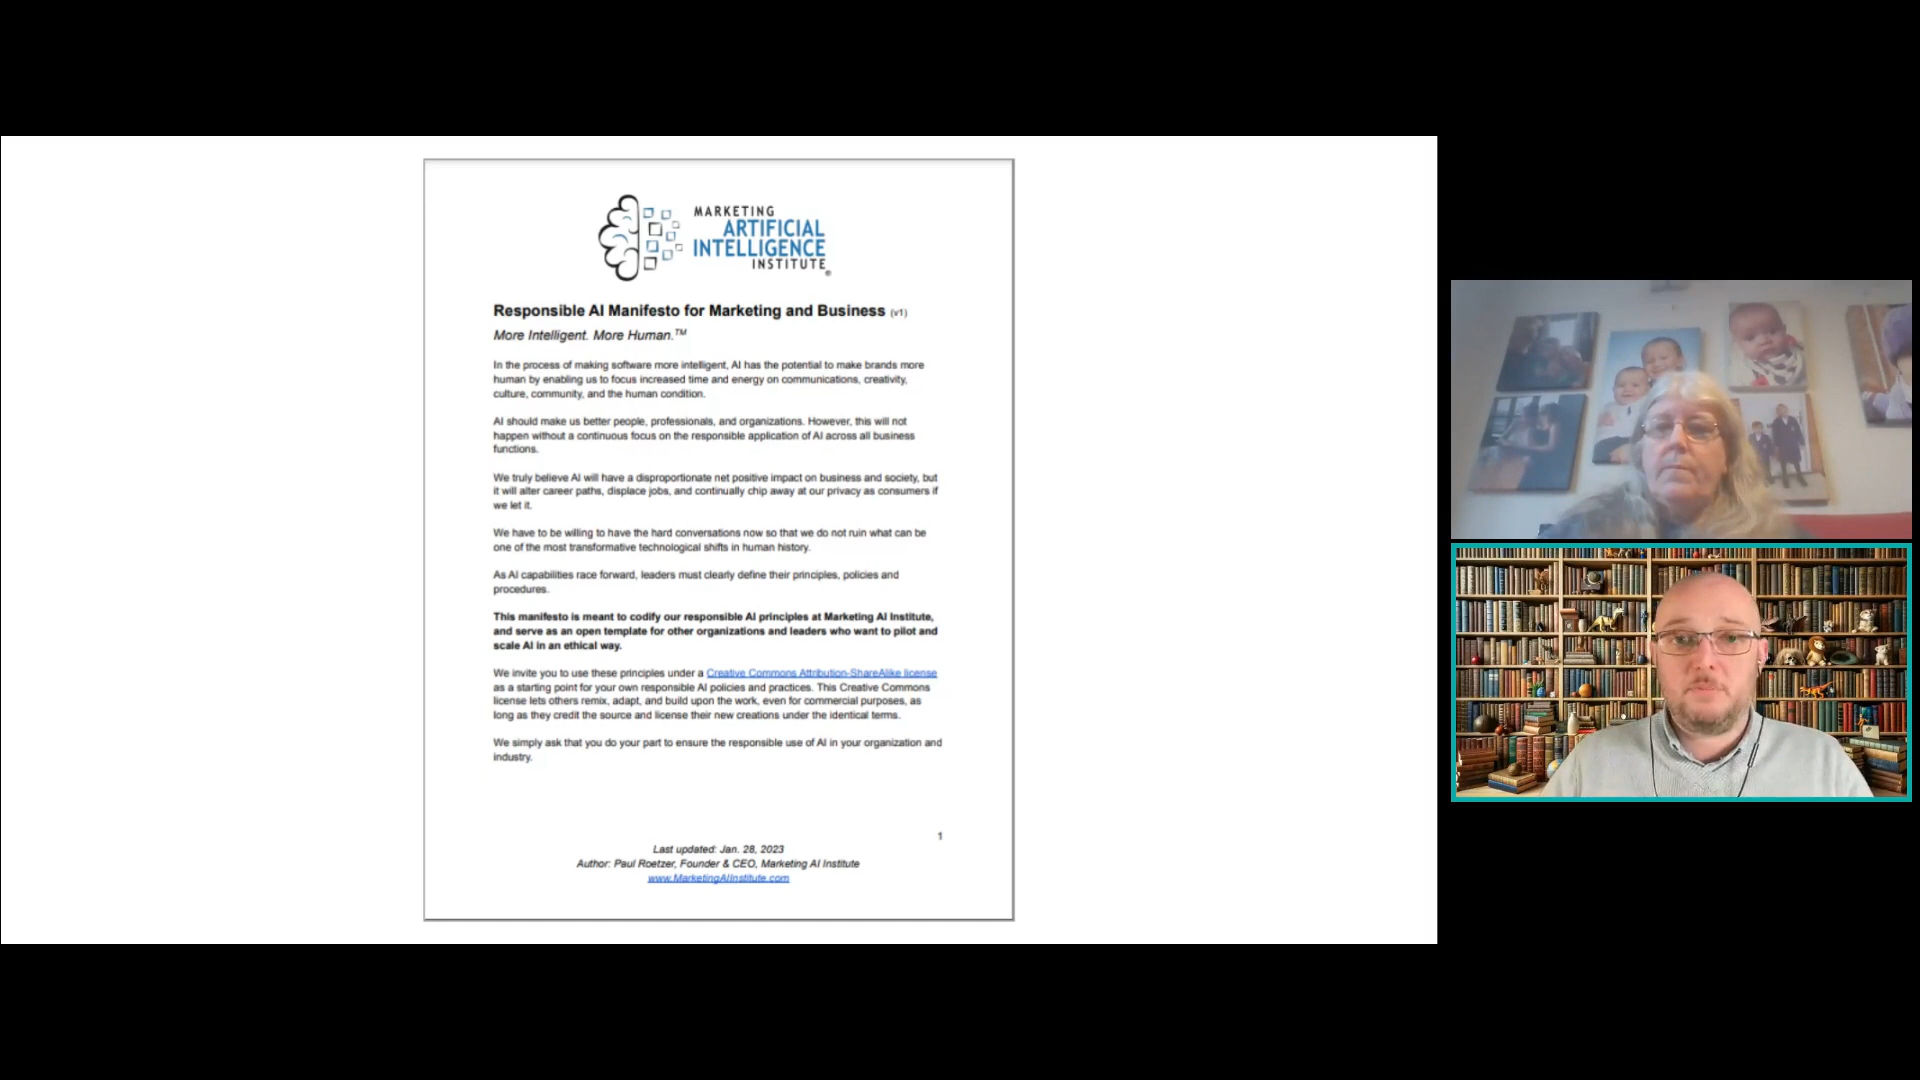 MARKETING
ARTIFICIAL
INTELLIGENCE
INSTITUTE
®
Responsible AI Manifesto for Marketing and Business (v1)
More Intelligent. More Human.™
In the process of making software more intelligent, AI has the potential to make brands more
human by enabling us to focus increased time and energy on communications, creativity,
culture, community, and the human condition.
AI should make us better people, professionals, and organizations. However, this will not
happen without a continuous focus on the responsible application of AI across all business
functions.
We truly believe AI will have a disproportionate net positive impact on business and society, but
it will alter career paths, displace jobs, and continually chip away at our privacy as consumers if
we let it.
We have to be willing to have the hard conversations now so that we do not ruin what can be
one of the most transformative technological shifts in human history.
As AI capabilities race forward, leaders must clearly define their principles, policies and
procedures.
This manifesto is meant to codify our responsible AI principles at Marketing AI Institute,
and serve as an open template for other organizations and leaders who want to pilot and
scale AI in an ethical way.
We invite you to use these principles under a Creative Commons Attribution-ShareAlike license
as a starting point for your own responsible AI policies and practices. This Creative Commons
license lets others remix, adapt, and build upon the work, even for commercial purposes, as
long as they credit the source and license their new creations under the identical terms.
We simply ask that you do your part to ensure the responsible use of AI in your organization and
industry.
1
Last updated: Jan. 28, 2023
Author: Paul Roetzer, Founder & CEO, Marketing AI Institute
www.MarketingAIInstitute.com